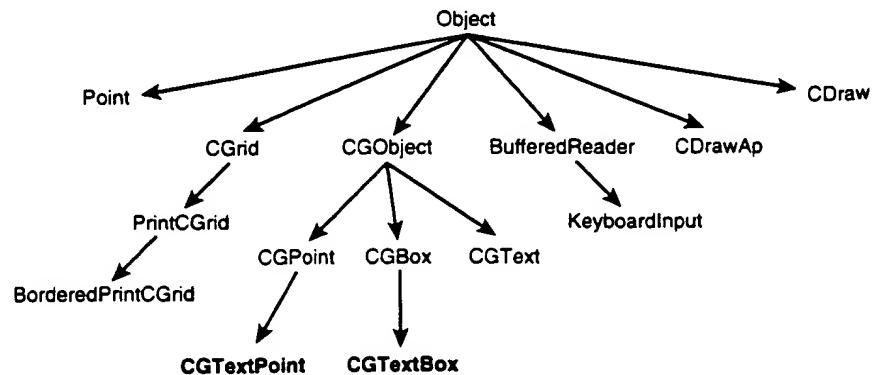 Object
Point
CDraw
CGrid
CGObject
BufferedReader
CDrawAp
PrintCGrid
KeyboardInput
CGPoint
CGBox
CGText
BorderedPrintCGrid
CGTextPoint
CGTextBox